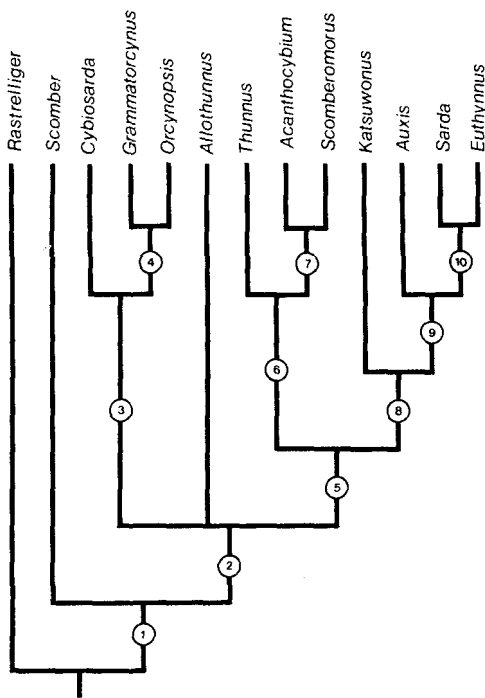 Rastrelliger
Scomber
Cybiosarda
Grammatorcynus
Orcynopsis
Allothunnus
Thunnus
Acanthocybium
Scomberomorus
Katsuwonus
Auxis
Sarda
Euthynnus
4
7
10
9
6
3
8
5
2
1